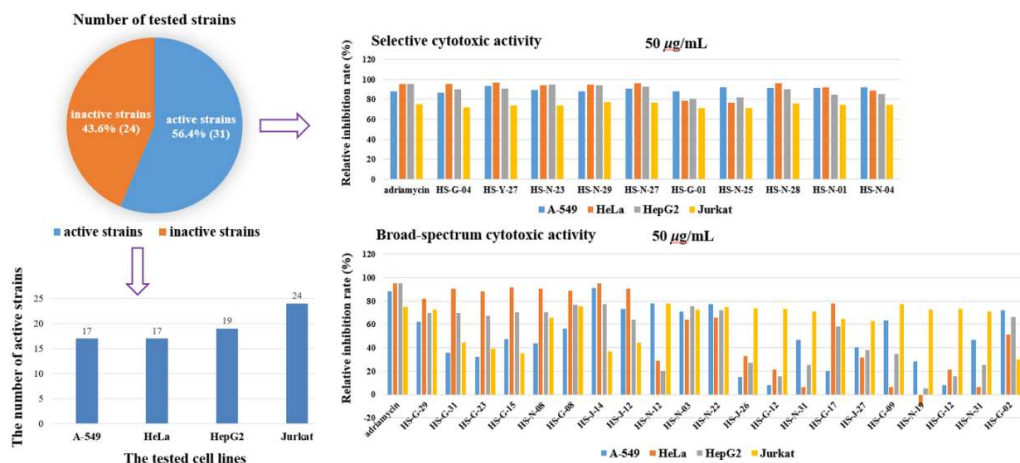 Number of tested strains
inactive strains
43.6% (24)
active strains
56.4% (31)
active strains
inactive strains
The number of active strains
25
20
15
10
5
0
17
17
19
24
A-549
HeLa
HepG2
Jurkat
The tested cell lines
Selective cytotoxic activity
50 µg/mL
Relative inhibition rate (%)
120
100
80
60
40
20
0
adriamycin
HS-G-04
HS-Y-27
HS-N-23
HS-N-29
HS-N-27
HS-G-01
HS-N-25
HS-N-28
HS-N-01
HS-N-04
A-549
HeLa
HepG2
Jurkat
Broad-spectrum cytotoxic activity
50 µg/mL
Relative inhibition rate (%)
120
100
80
60
40
20
0
-20
adriamycin
HS-G-29
HS-G-31
HS-G-23
HS-G-15
HS-N-08
HS-G-08
HS-J-14
HS-J-12
HS-N-12
HS-N-03
HS-N-22
HS-J-26
HS-G-12
HS-N-31
HS-G-17
HS-J-27
HS-G-09
HS-N-19
HS-G-12
HS-N-31
HS-G-02
A-549
HeLa
HepG2
Jurkat